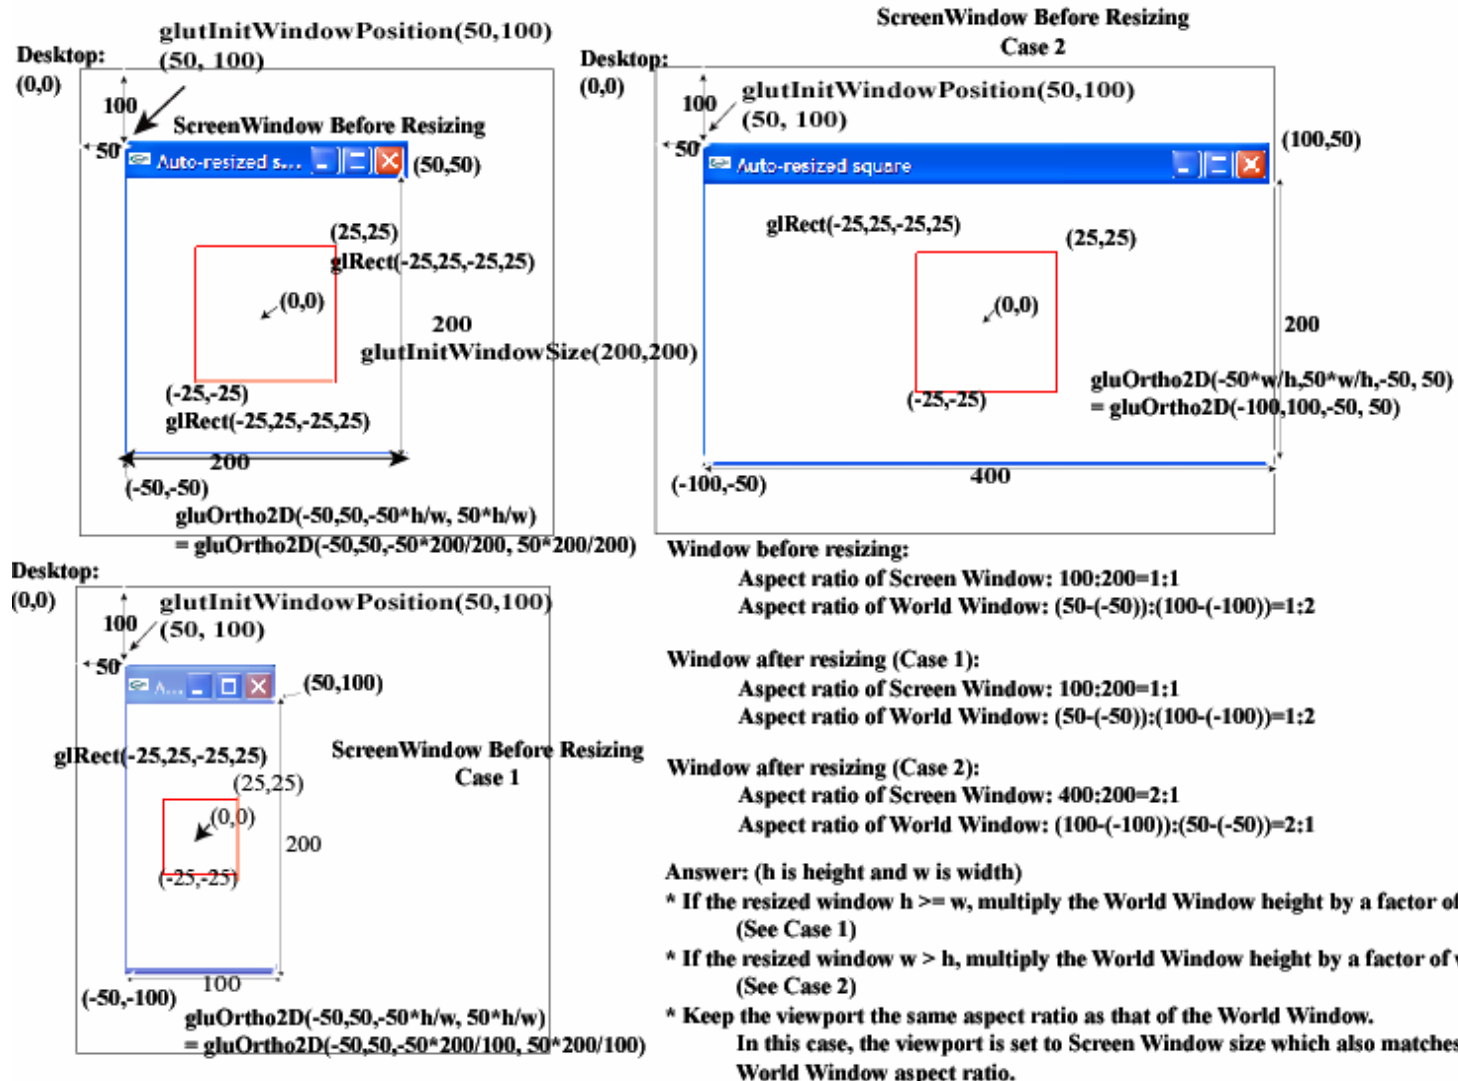 glutInitWindowPosition(50,100)
Desktop:
(50, 100)
(0,0)
100
ScreenWindow Before Resizing
50
Auto-resized s...
(50,50)
(25,25)
glRect(-25,25,-25,25)
(0,0)
200
glutInitWindowSize(200,200)
(-25,-25)
glRect(-25,25,-25,25)
200
(-50,-50)
gluOrtho2D(-50,50,-50*h/w, 50*h/w)
= gluOrtho2D(-50,50,-50*200/200, 50*200/200)
ScreenWindow Before Resizing
Case 2
Desktop:
(0,0)
100
glutInitWindowPosition(50,100)
(50, 100)
50
Auto-resized square
(100,50)
glRect(-25,25,-25,25)
(25,25)
(0,0)
200
(-25,-25)
gluOrtho2D(-50*w/h,50*w/h,-50, 50)
= gluOrtho2D(-100,100,-50, 50)
(-100,-50)
400
Desktop:
(0,0)
glutInitWindowPosition(50,100)
100
(50, 100)
50
A...
(50,100)
glRect(-25,25,-25,25)
ScreenWindow Before Resizing
Case 1
(25,25)
(0,0)
200
(-25,-25)
100
(-50,-100)
gluOrtho2D(-50,50,-50*h/w, 50*h/w)
= gluOrtho2D(-50,50,-50*200/100, 50*200/100)
Window before resizing:
Aspect ratio of Screen Window: 100:200=1:1
Aspect ratio of World Window: (50-(-50)):(100-(-100))=1:2
Window after resizing (Case 1):
Aspect ratio of Screen Window: 100:200=1:1
Aspect ratio of World Window: (50-(-50)):(100-(-100))=1:2
Window after resizing (Case 2):
Aspect ratio of Screen Window: 400:200=2:1
Aspect ratio of World Window: (100-(-100)):(50-(-50))=2:1
Answer: (h is height and w is width)
* If the resized window h >= w, multiply the World Window height by a factor of
(See Case 1)
* If the resized window w > h, multiply the World Window height by a factor of
(See Case 2)
* Keep the viewport the same aspect ratio as that of the World Window.
In this case, the viewport is set to Screen Window size which also matches
World Window aspect ratio.